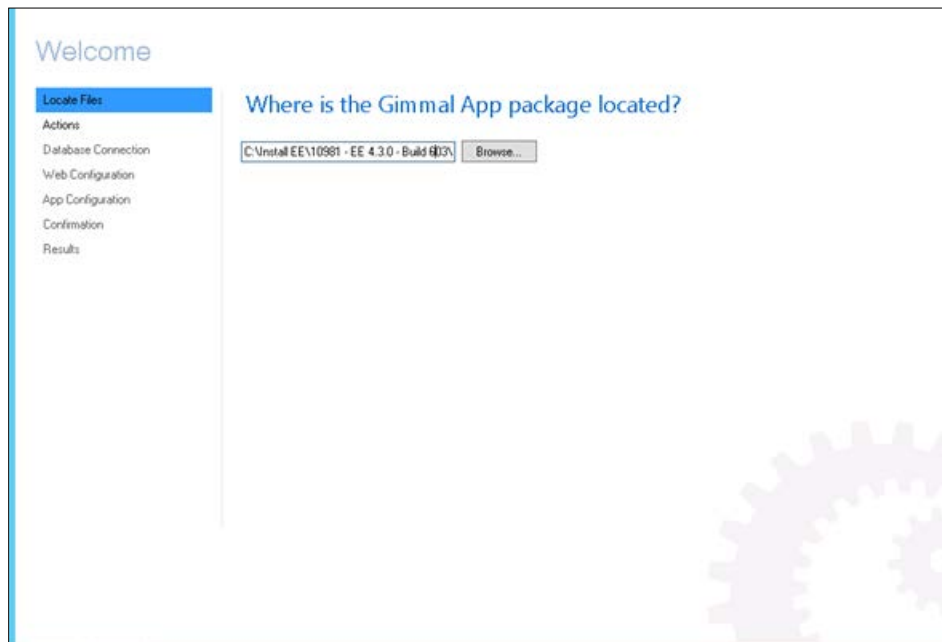 Welcome
Locate Files
Actions
Database Connection
Web Configuration
App Configuration
Confirmation
Results
Where is the Gimmal App package located?
C:\Install EE\10981 - EE 4.3.0 - Build 603\
Browse...